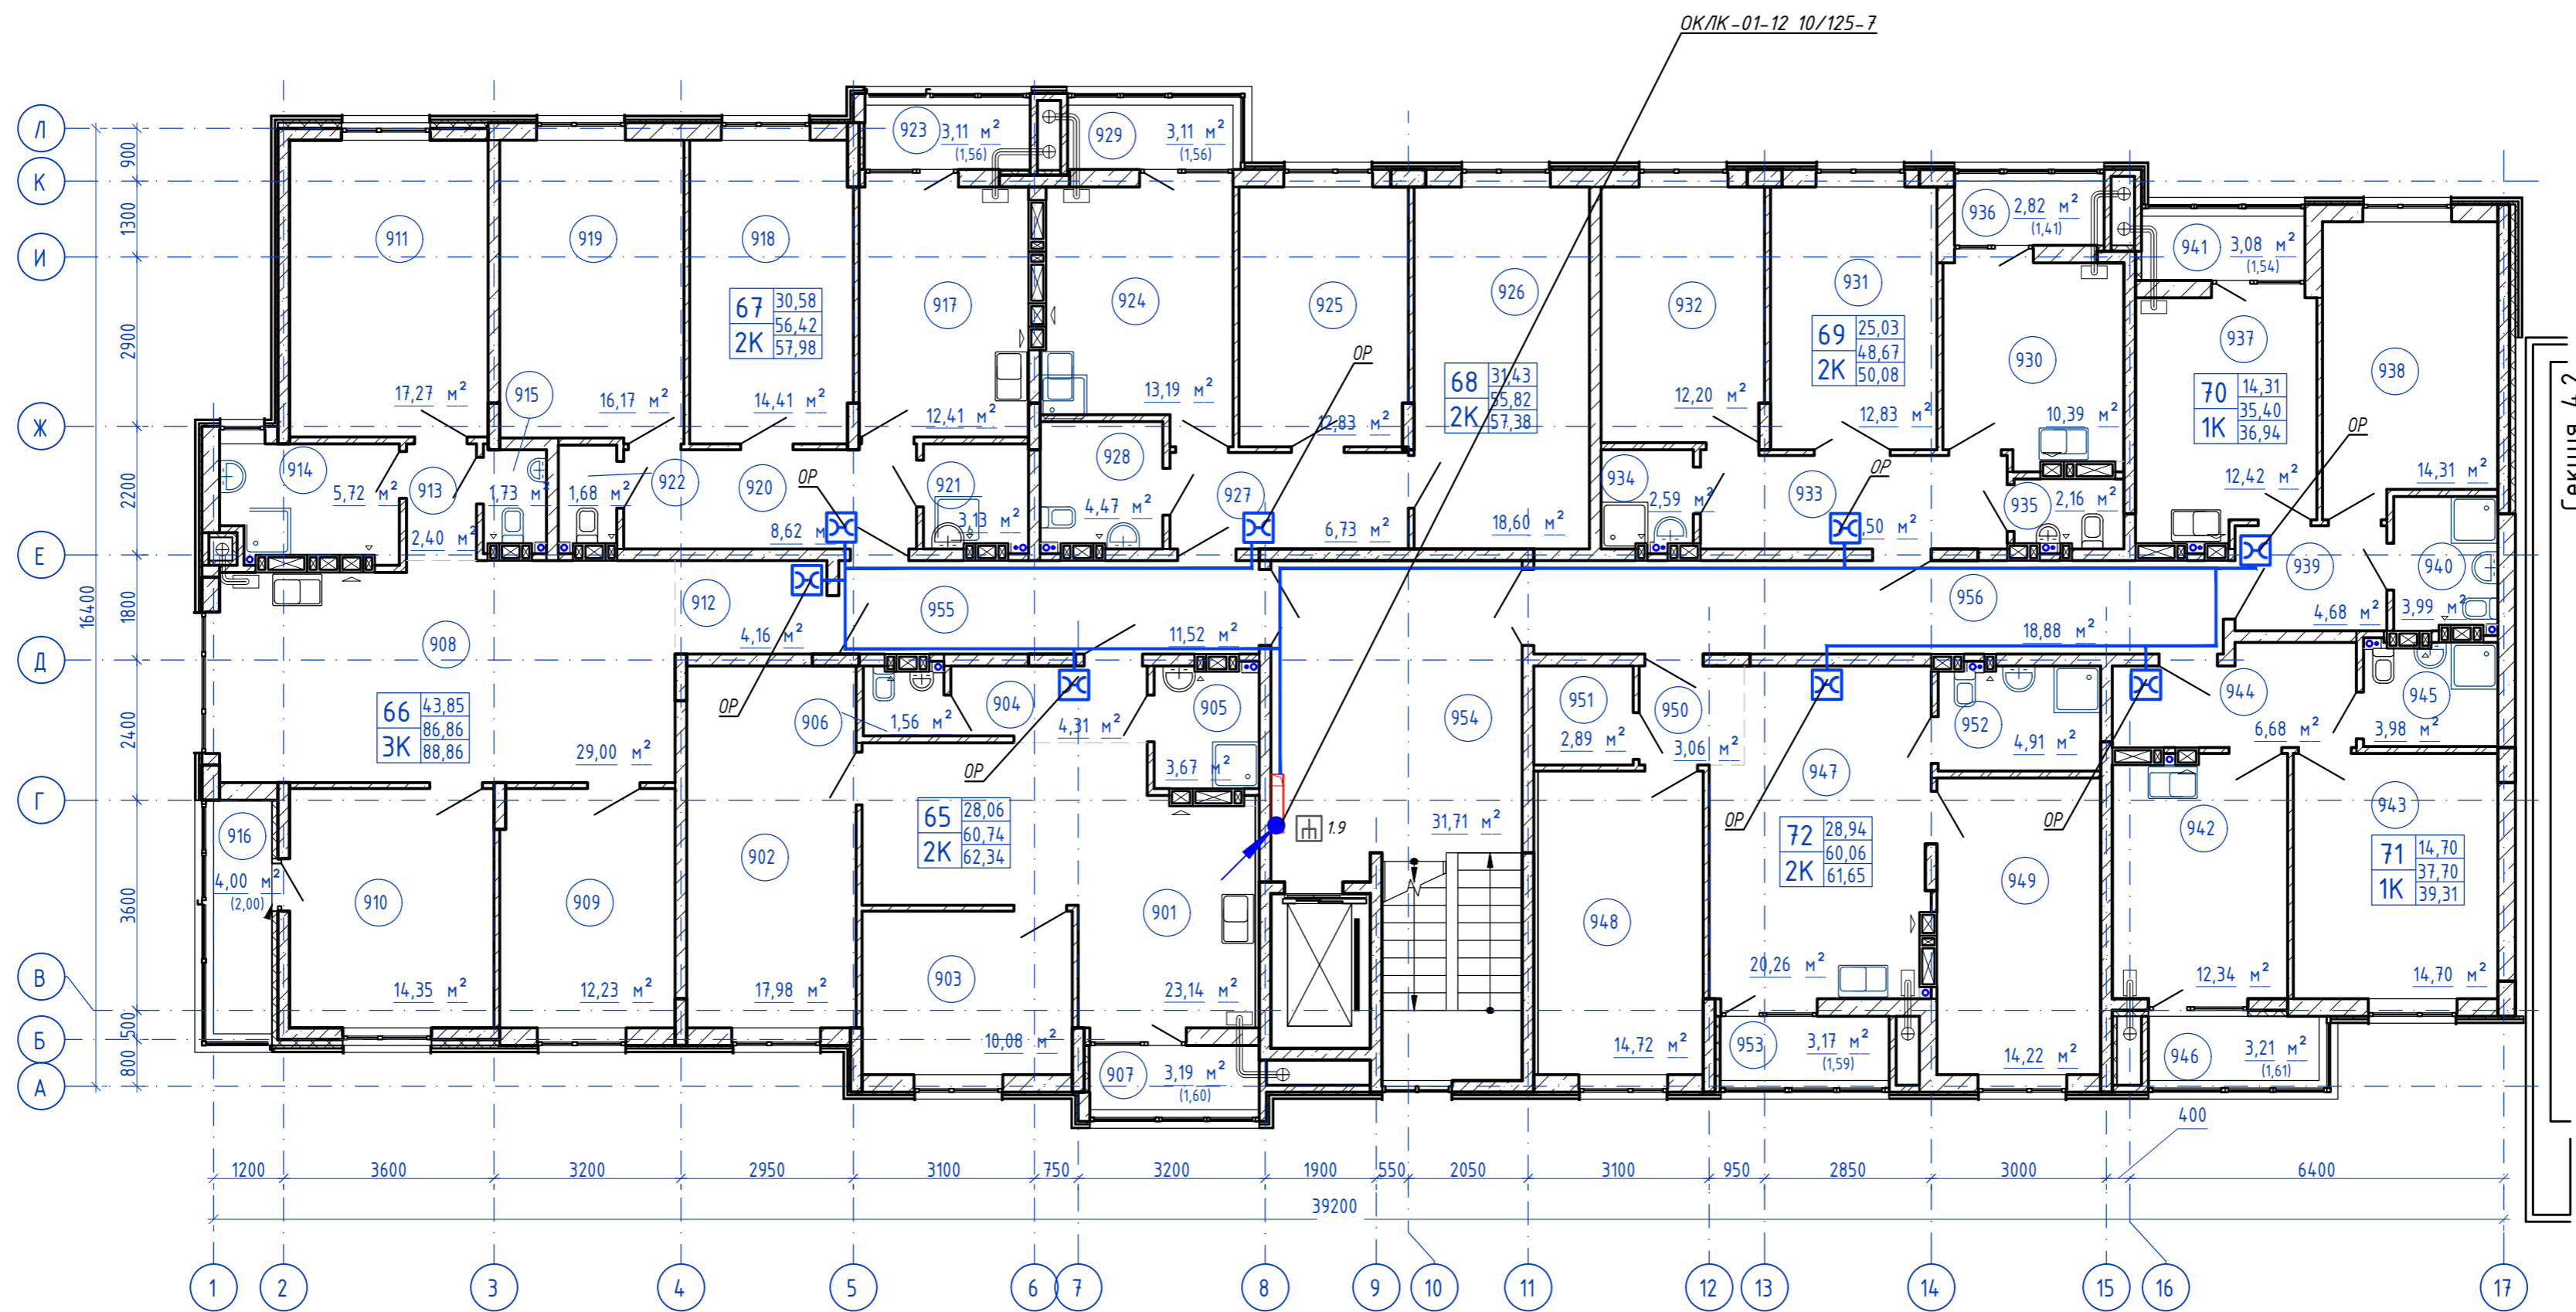 ОК/ІК-01-12 10/125-7
Л
К
И
Ж
Е
Д
Г
В
Б
А
900
1300
2900
2200
1800
2400
3600
500
800
16400
923
3,11 м²
(1,56)
929
3,11 м²
(1,56)
936
2,82 м²
(1,41)
941
3,08 м²
(1,54)
911
17,27 м²
919
16,17 м²
918
14,41 м²
67
2К
30,58
56,42
57,98
917
12,41 м²
924
13,19 м²
925
12,83 м²
926
18,60 м²
68
2К
31,43
55,82
57,38
932
12,20 м²
931
12,83 м²
69
2К
25,03
48,67
50,08
930
10,39 м²
937
12,42 м²
70
1К
14,31
35,40
36,94
938
14,31 м²
914
5,72 м²
913
2,40 м²
915
1,73 м²
1,68 м²
922
920
8,62 м
ОР
921
3,13 м²
928
4,47 м²
927
6,73 м²
ОР
934
2,59 м²
933
,50 м²
ОР
935
2,16 м²
ОР
939
4,68 м²
940
3,99 м²
908
29,00 м²
66
3К
43,85
86,86
88,86
912
4,16 м²
ОР
955
11,52 м²
956
18,88 м²
906
1,56 м²
904
4,31 м²
ОР
905
3,67 м²
954
31,71 м²
1.9
951
2,89 м²
950
3,06 м²
947
20,26 м²
ОР
952
4,91 м²
944
6,68 м²
945
3,98 м²
ОР
916
4,00 м²
(2,00)
910
14,35 м²
909
12,23 м²
902
17,98 м²
65
2К
28,06
60,74
62,34
903
10,08 м²
901
23,14 м²
907
3,19 м²
(1,60)
948
14,72 м²
72
2К
28,94
60,06
61,65
949
14,22 м²
953
3,17 м²
(1,59)
942
12,34 м²
943
14,70 м²
71
1К
14,70
37,70
39,31
946
3,21 м²
(1,61)
400
1200
3600
3200
2950
3100
750
3200
1900
550
2050
3100
950
2850
3000
6400
39200
1
2
3
4
5
6
7
8
9
10
11
12
13
14
15
16
17